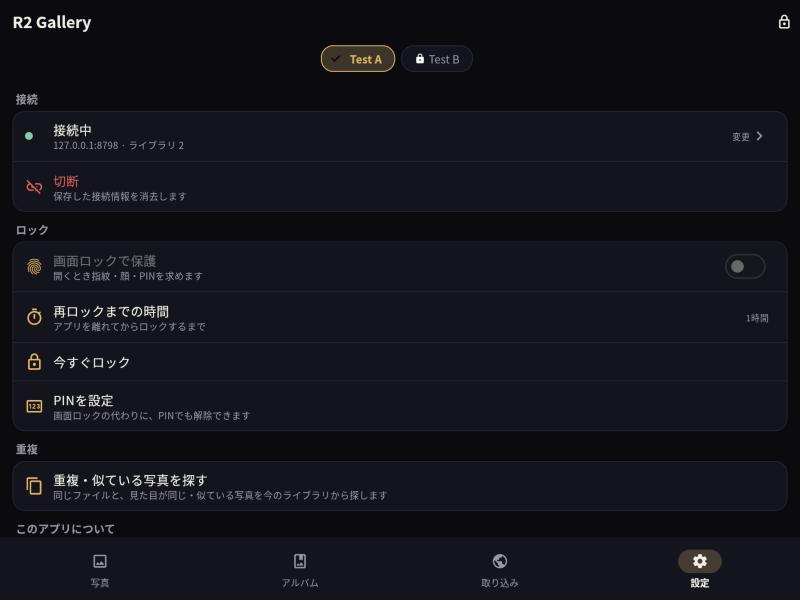 R2 Gallery
Test A
Test B
接続
接続中
127.0.0.1:8798 · ライブラリ 2
変更
切断
保存した接続情報を消去します
ロック
画面ロックで保護
開くとき指紋・顔・PINを求めます
再ロックまでの時間
アプリを離れてからロックするまで
1時間
今すぐロック
123
PINを設定
画面ロックの代わりに、PINでも解除できます
重複
重複・似ている写真を探す
同じファイルと、見た目が同じ・似ている写真を今のライブラリから探します
このアプリについて
写真
アルバム
取り込み
設定